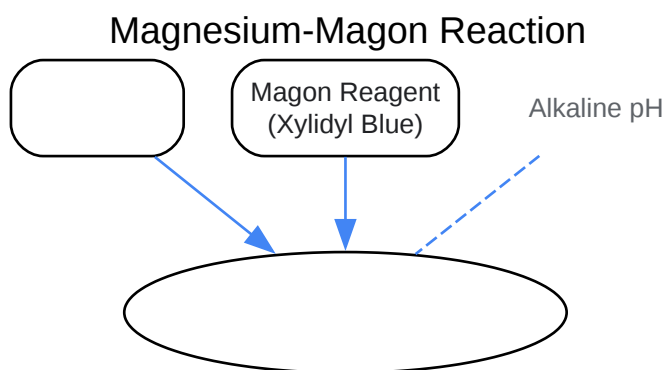 Magnesium-Magon Reaction
Magon Reagent
(Xylidyl Blue)
Alkaline pH